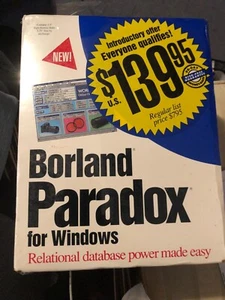 NEW!
Introductory offer
Everyone qualifies!
$139.95
U.S.
Regular list
price $795
Borland
Paradox
for Windows
Relational database power made easy